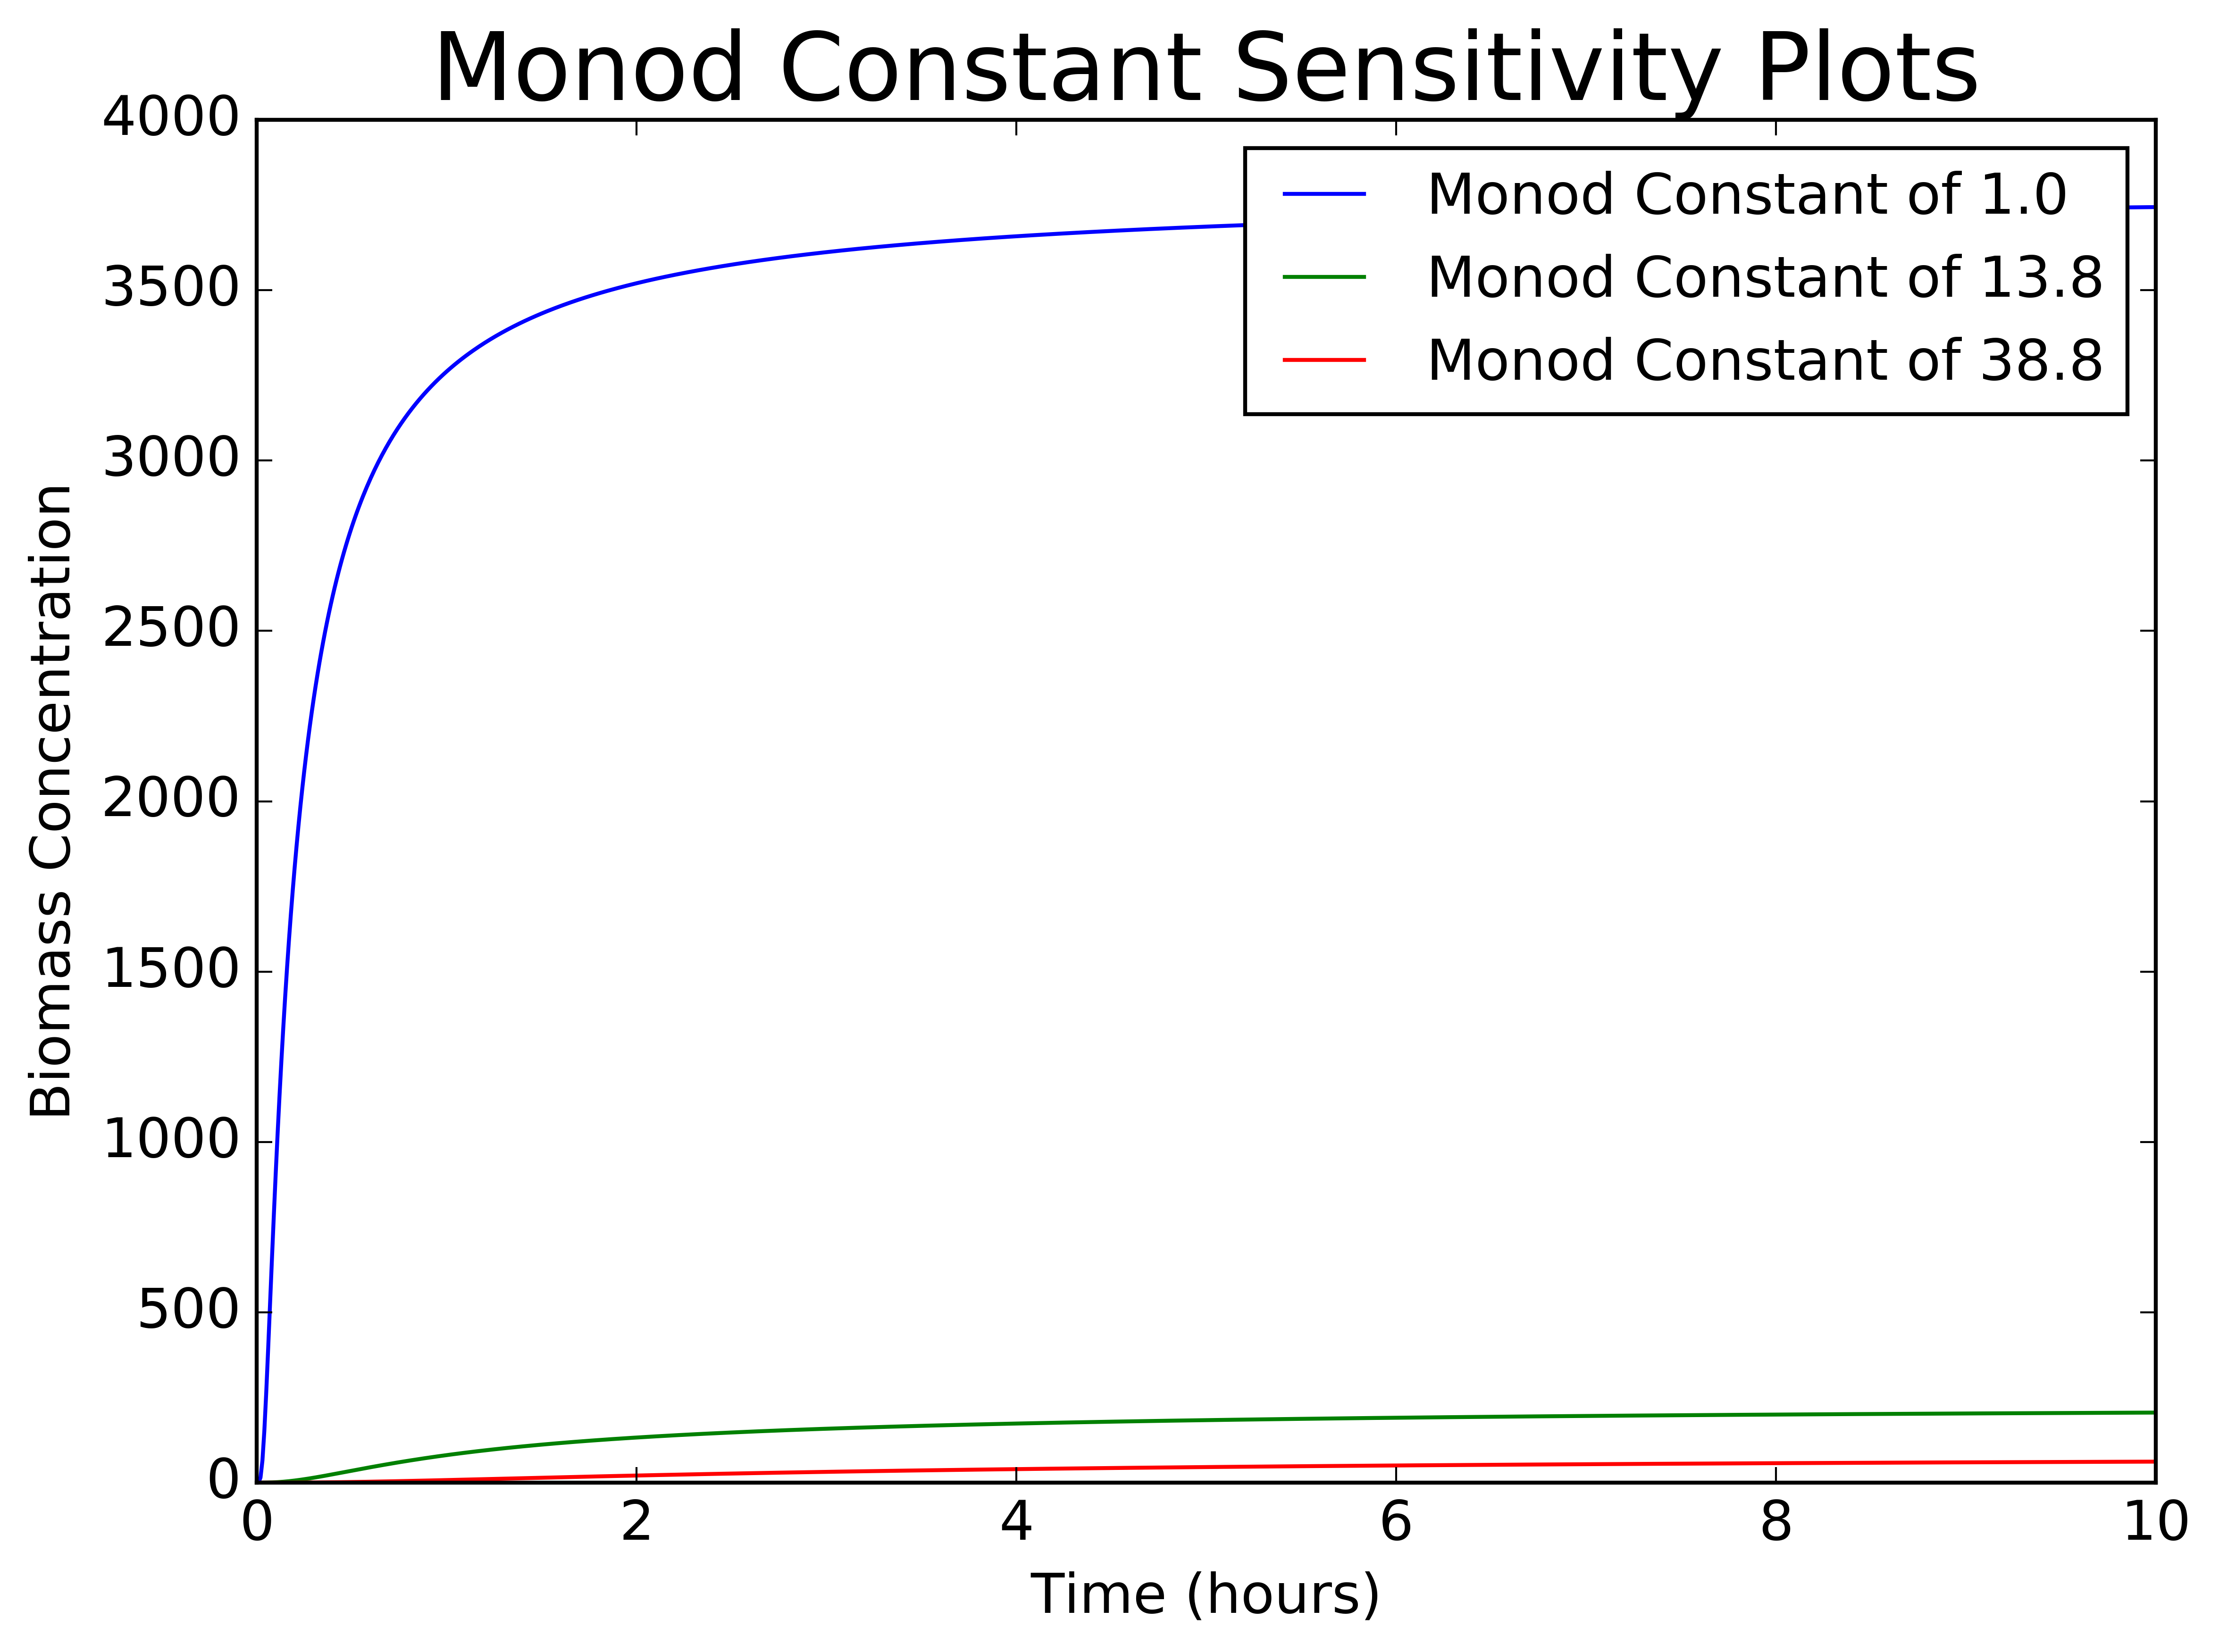 Monod Constant Sensitivity Plots
4000
3500
3000
2500
2000
1500
1000
500
0
Biomass Concentration
Monod Constant of 1.0
Monod Constant of 13.8
Monod Constant of 38.8
0 2 4 6 8 10
Time (hours)